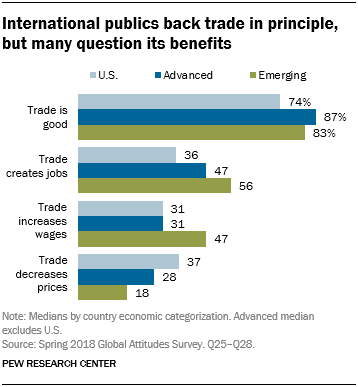 International publics back trade in principle,
but many question its benefits
U.S. Advanced Emerging
Trade is
good
74%
87%
83%
Trade
creates jobs
36
47
56
Trade
increases
wages
31
31
47
Trade
decreases
prices
37
28
18
Note: Medians by country economic categorization. Advanced median
excludes U.S.
Source: Spring 2018 Global Attitudes Survey. Q25–Q28.
PEW RESEARCH CENTER